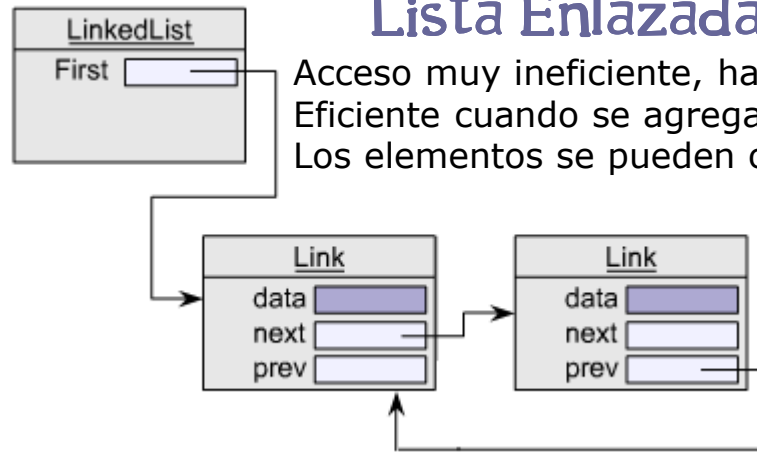 Lista Enlazada
LinkedList
First
Acceso muy ineficiente, ha
Eficiente cuando se agrega
Los elementos se pueden
Link
data
next
prev
Link
data
next
prev